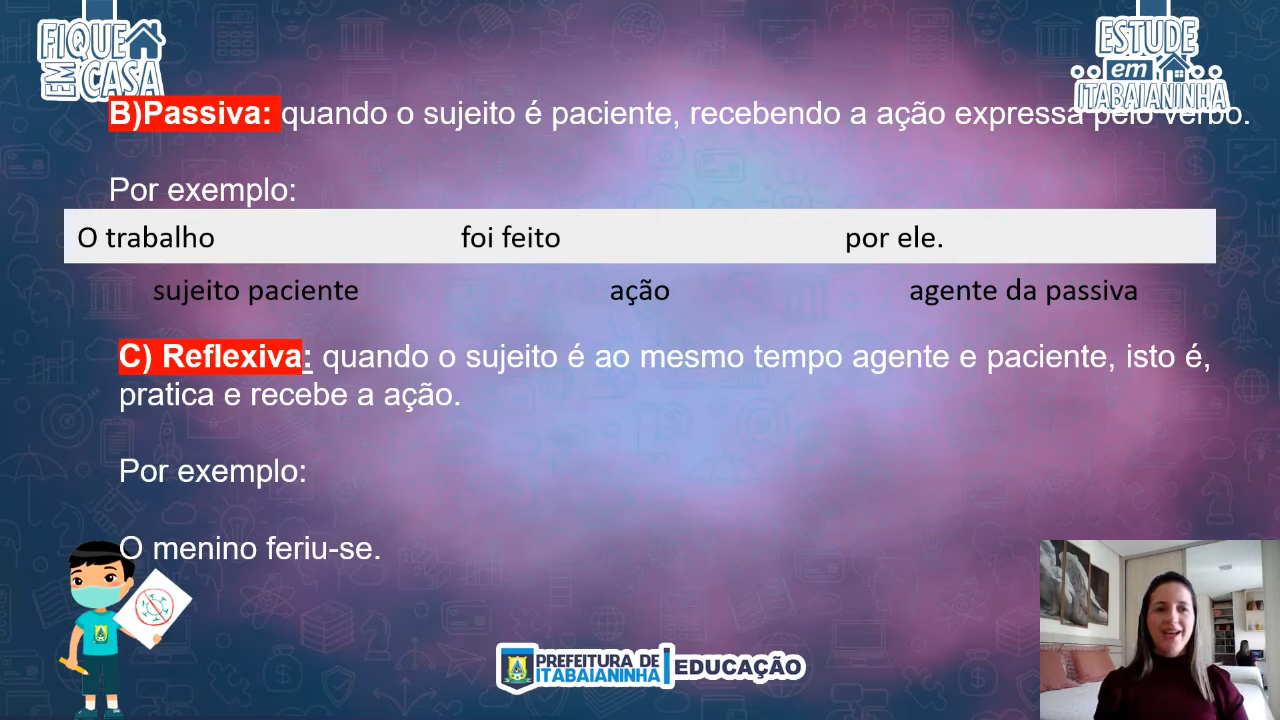 FIQUE
EM
CASA
ESTUDE
em
ITABAIANINHA
B)Passiva: quando o sujeito é paciente, recebendo a ação expressa pelo verbo.
Por exemplo:
O trabalho foi feito por ele.
sujeito paciente ação agente da passiva
C) Reflexiva: quando o sujeito é ao mesmo tempo agente e paciente, isto é,
pratica e recebe a ação.
Por exemplo:
O menino feriu-se.
PREFEITURA DE
ITABAIANINHA
EDUCAÇÃO